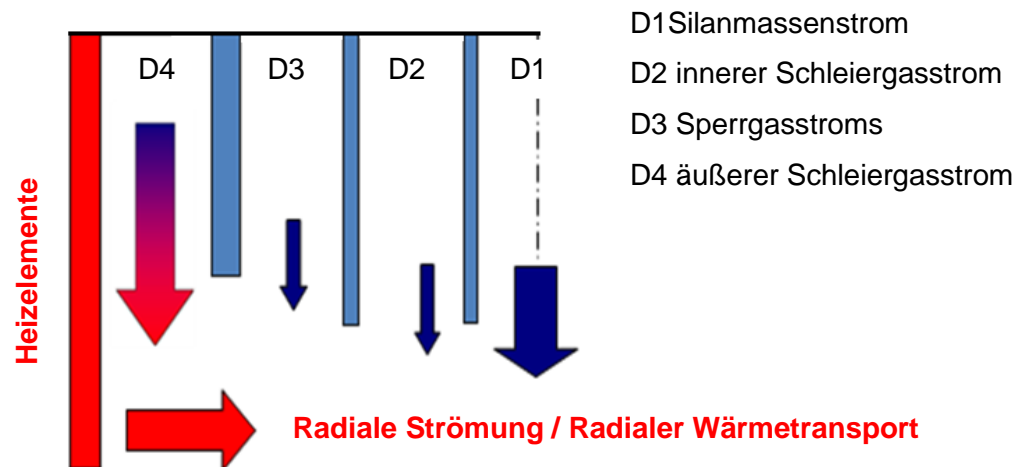 D4 D3 D2 D1
D1Silanmassenstrom
D2 innerer Schleiergasstrom
D3 Sperrgasstroms
D4 äußerer Schleiergasstrom
Heizelemente
Radiale Strömung / Radialer Wärmetransport